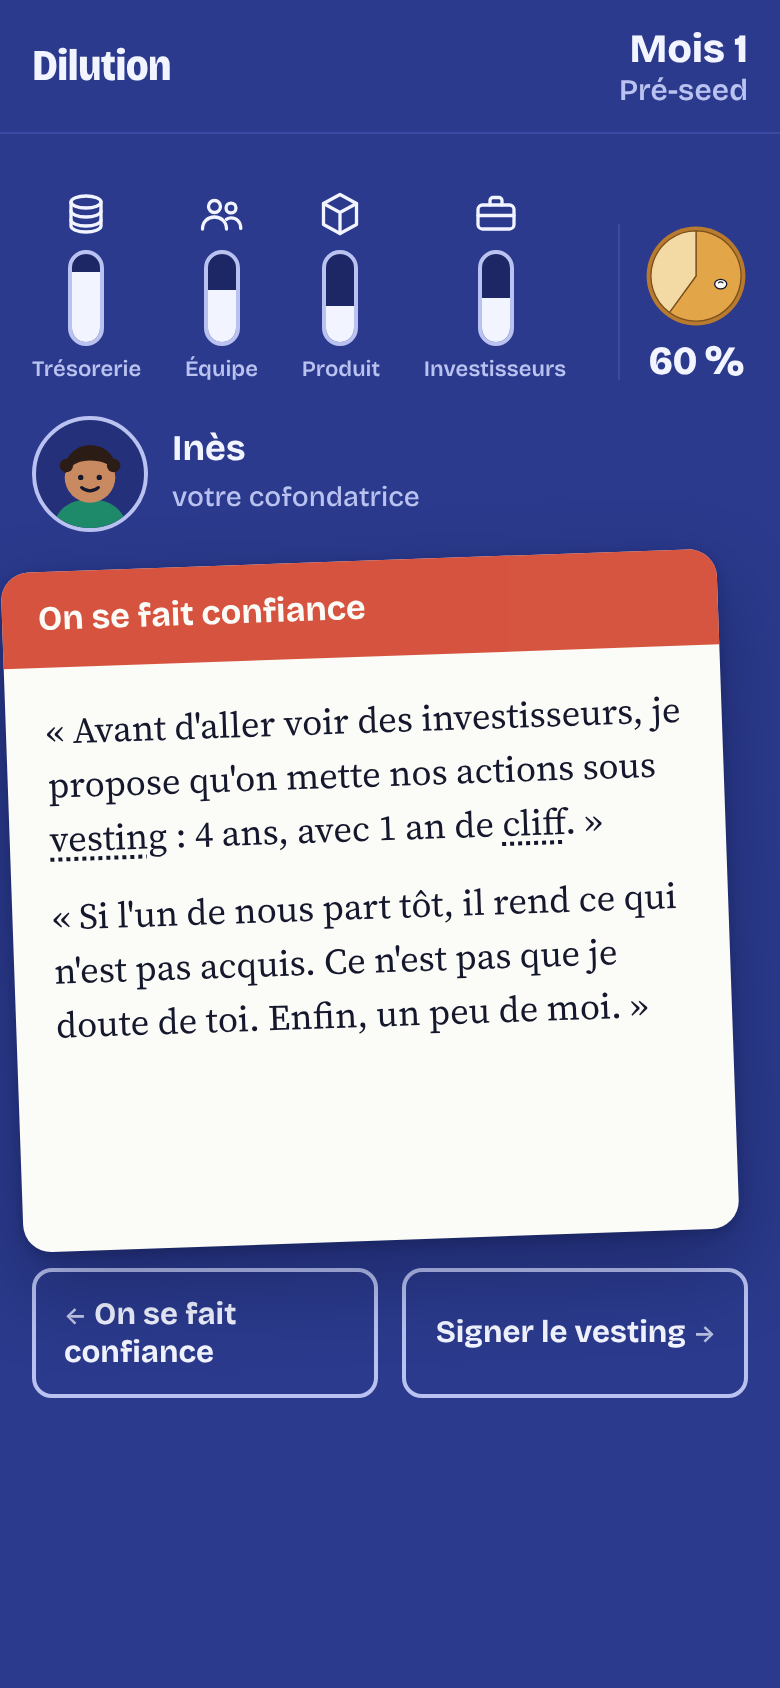 Dilution
Mois 1
Pré-seed
Trésorerie
Équipe
Produit
Investisseurs
60 %
Inès
votre cofondatrice
On se fait confiance
« Avant d'aller voir des investisseurs, je
propose qu'on mette nos actions sous
vesting : 4 ans, avec 1 an de cliff. »
« Si l'un de nous part tôt, il rend ce qui
n'est pas acquis. Ce n'est pas que je
doute de toi. Enfin, un peu de moi. »
← On se fait
confiance
Signer le vesting →